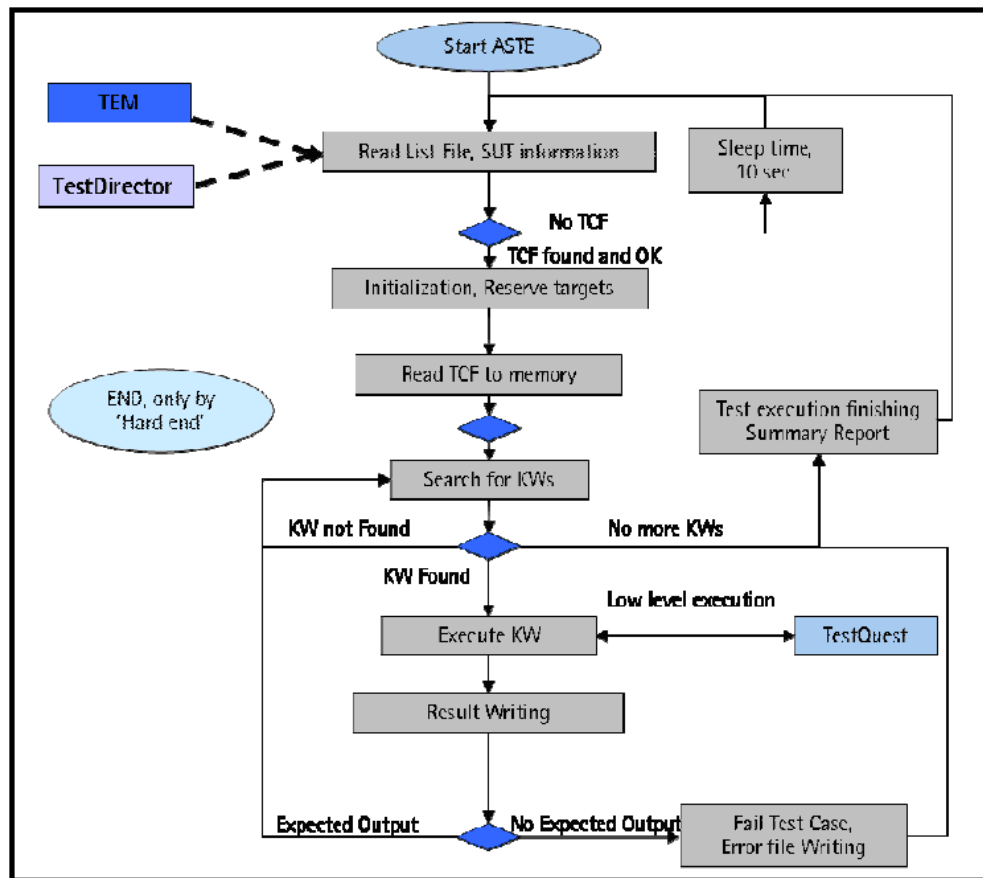 Start ASTE
TEM
Read List File, SUT information
Sleep time,
10 sec
TestDirector
No TCF
TCF found and OK
Initialization, Reserve targets
Read TCF to memory
END, only by
'Hard end'
Test execution finishing
Summary Report
Search for KWs
KW not Found
No more KWs
KW Found
Low level execution
Execute KW
TestQuest
Result Writing
Expected Output
No Expected Output
Fail Test Case,
Error file Writing